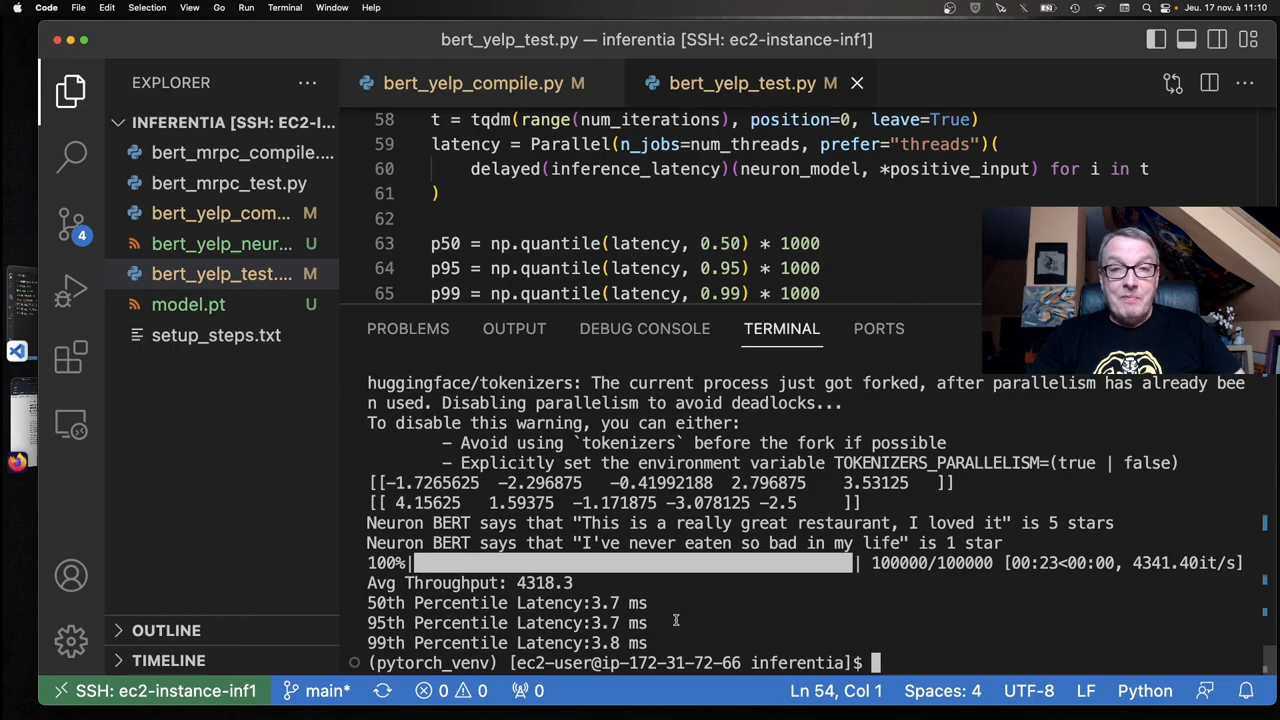 Code File Edit Selection View Go Run Terminal Window Help Jeu. 17 nov. à 11:10
bert_yelp_test.py — inferentia [SSH: ec2-instance-inf1]
EXPLORER
bert_yelp_compile.py M
bert_yelp_test.py M
INFERENTIA [SSH: EC2-I...
bert_mrpc_compile....
bert_mrpc_test.py
bert_yelp_com... M
bert_yelp_neur... U
bert_yelp_test.... M
model.pt U
setup_steps.txt
4
OUTLINE
TIMELINE
58 t = tqdm(range(num_iterations), position=0, leave=True)
59 latency = Parallel(n_jobs=num_threads, prefer="threads")(
60 delayed(inference_latency)(neuron_model, *positive_input) for i in t
61 )
62
63 p50 = np.quantile(latency, 0.50) * 1000
64 p95 = np.quantile(latency, 0.95) * 1000
65 p99 = np.quantile(latency, 0.99) * 1000
PROBLEMS OUTPUT DEBUG CONSOLE TERMINAL PORTS
huggingface/tokenizers: The current process just got forked, after parallelism has already bee
n used. Disabling parallelism to avoid deadlocks...
To disable this warning, you can either:
- Avoid using `tokenizers` before the fork if possible
- Explicitly set the environment variable TOKENIZERS_PARALLELISM=(true | false)
[[-1.7265625 -2.296875 -0.41992188 2.796875 3.53125 ]]
[[ 4.15625 1.59375 -1.171875 -3.078125 -2.5 ]]
Neuron BERT says that "This is a really great restaurant, I loved it" is 5 stars
Neuron BERT says that "I've never eaten so bad in my life" is 1 star
100%| | 100000/100000 [00:23<00:00, 4341.40it/s]
Avg Throughput: 4318.3
50th Percentile Latency:3.7 ms
95th Percentile Latency:3.7 ms
99th Percentile Latency:3.8 ms
(pytorch_venv) [ec2-user@ip-172-31-72-66 inferentia]$
SSH: ec2-instance-inf1 main* 0 0 0 Ln 54, Col 1 Spaces: 4 UTF-8 LF Python